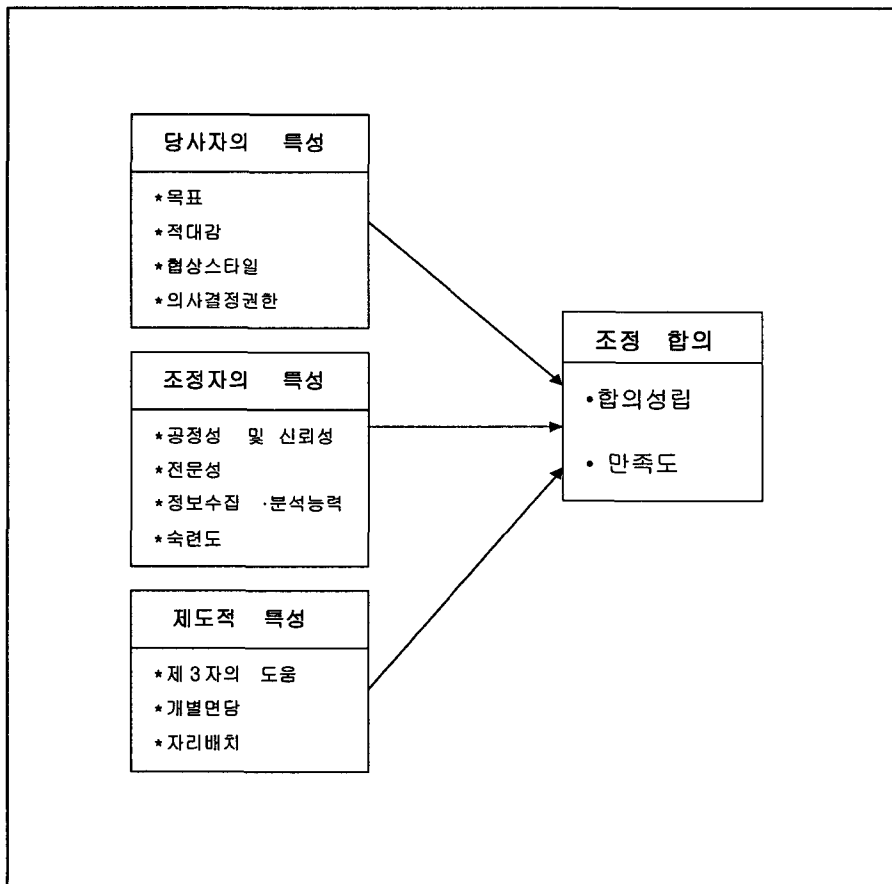 당사자의 특성
*목표
*적대감
*협상스타일
*의사결정권한
조정자의 특성
*공정성 및 신뢰성
*전문성
*정보수집 ·분석능력
*숙련도
제도적 특성
*제3자의 도움
*개별면담
*자리배치
조정 합의
•합의성립
• 만족도